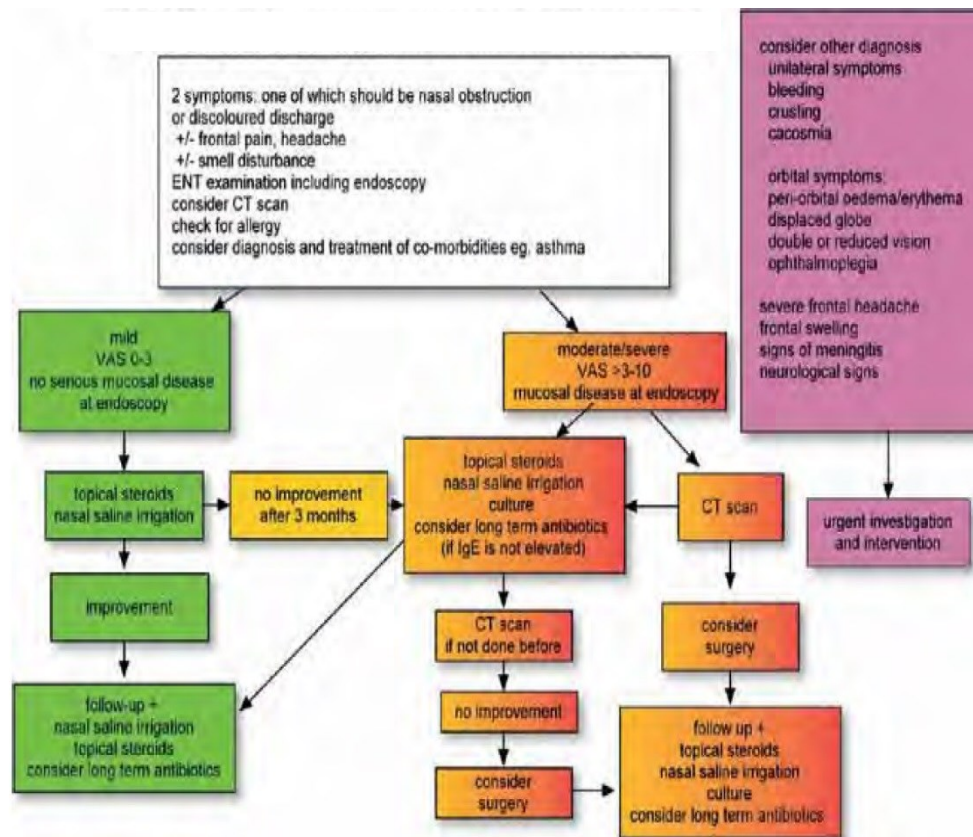 2 symptoms: one of which should be nasal obstruction
or discoloured discharge
+/- frontal pain, headache
+/- smell disturbance
ENT examination including endoscopy
consider CT scan
check for allergy
consider diagnosis and treatment of co-morbidities eg. asthma
consider other diagnosis
unilateral symptoms
bleeding
crusting
cacosmia
orbital symptoms:
peri-orbital oedema/erythema
displaced globe
double or reduced vision
ophthalmoplegia
severe frontal headache
frontal swelling
signs of meningitis
neurological signs
mild
VAS 0-3
no serious mucosal disease
at endoscopy
moderate/severe
VAS >3-10
mucosal disease at endoscopy
topical steroids
nasal saline irrigation
no improvement
after 3 months
topical steroids
nasal saline irrigation
culture
consider long term antibiotics
(if IgE is not elevated)
CT scan
urgent investigation
and intervention
improvement
CT scan
if not done before
consider
surgery
follow-up +
nasal saline irrigation
topical steroids
consider long term antibiotics
no improvement
consider
surgery
follow up +
topical steroids
nasal saline irrigation
culture
consider long term antibiotics